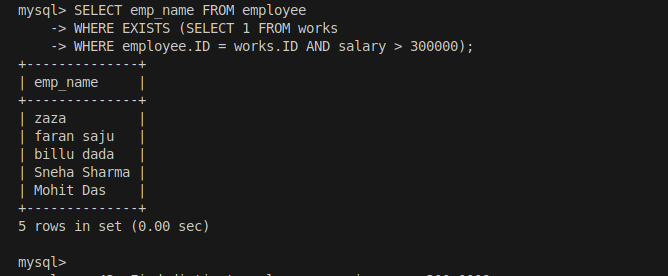 mysql> SELECT emp_name FROM employee
    -> WHERE EXISTS (SELECT 1 FROM works
    -> WHERE employee.ID = works.ID AND salary > 300000);
+--------------+
| emp_name     |
+--------------+
| zaza         |
| faran saju   |
| billu dada   |
| Sneha Sharma |
| Mohit Das    |
+--------------+
5 rows in set (0.00 sec)

mysql>